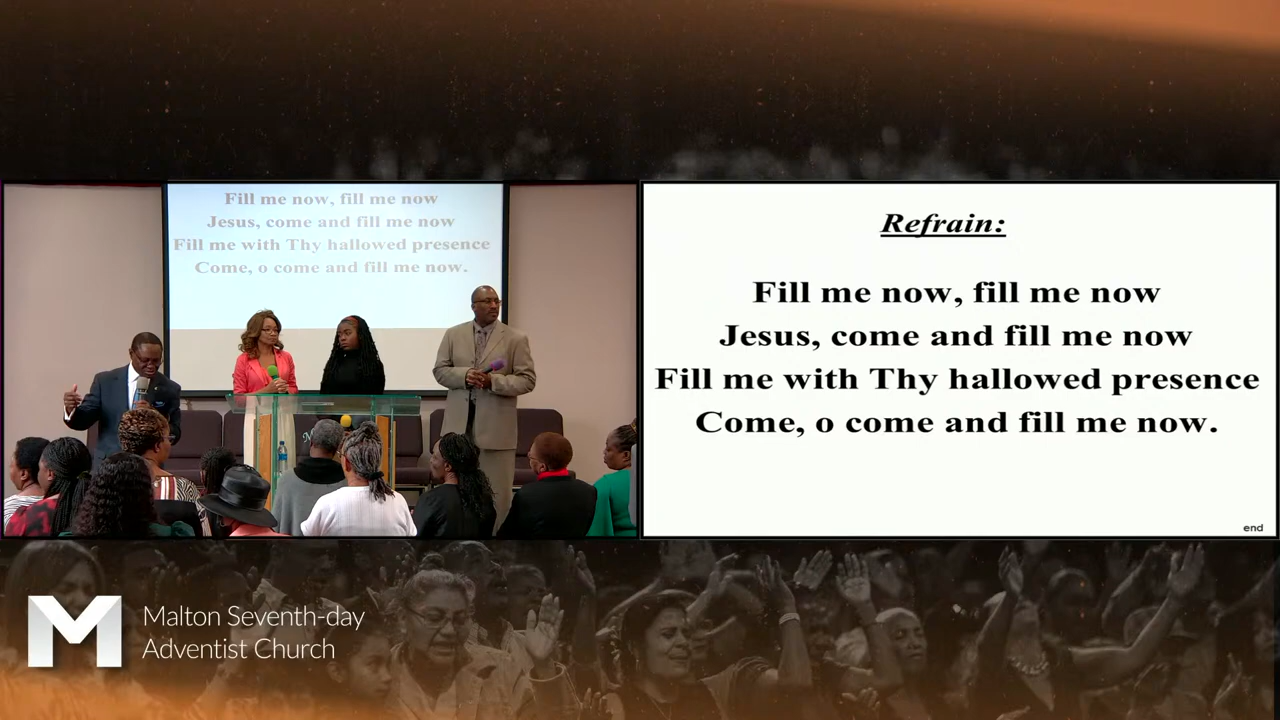 Fill me now, fill me now
Jesus, come and fill me now
Fill me with Thy hallowed presence
Come, o come and fill me now.
Refrain:
Fill me now, fill me now
Jesus, come and fill me now
Fill me with Thy hallowed presence
Come, o come and fill me now.
end
M
Malton Seventh-day
Adventist Church